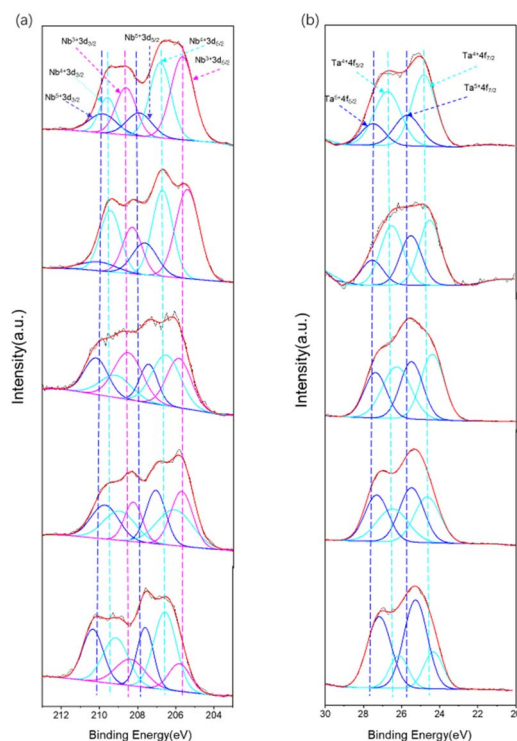 (a)
Nb³⁺3d₃/₂
Nb⁵⁺3d₅/₂
Nb⁴⁺3d₅/₂
Nb⁴⁺3d₃/₂
Nb³⁺3d₅/₂
Nb⁵⁺3d₃/₂
Intensity(a.u.)
212 210 208 206 204
Binding Energy(eV)
(b)
Ta⁴⁺4f₅/₂
Ta⁴⁺4f₇/₂
Ta⁵⁺4f₅/₂
Ta⁵⁺4f₇/₂
Intensity(a.u.)
30 28 26 24 22 20
Binding Energy(eV)